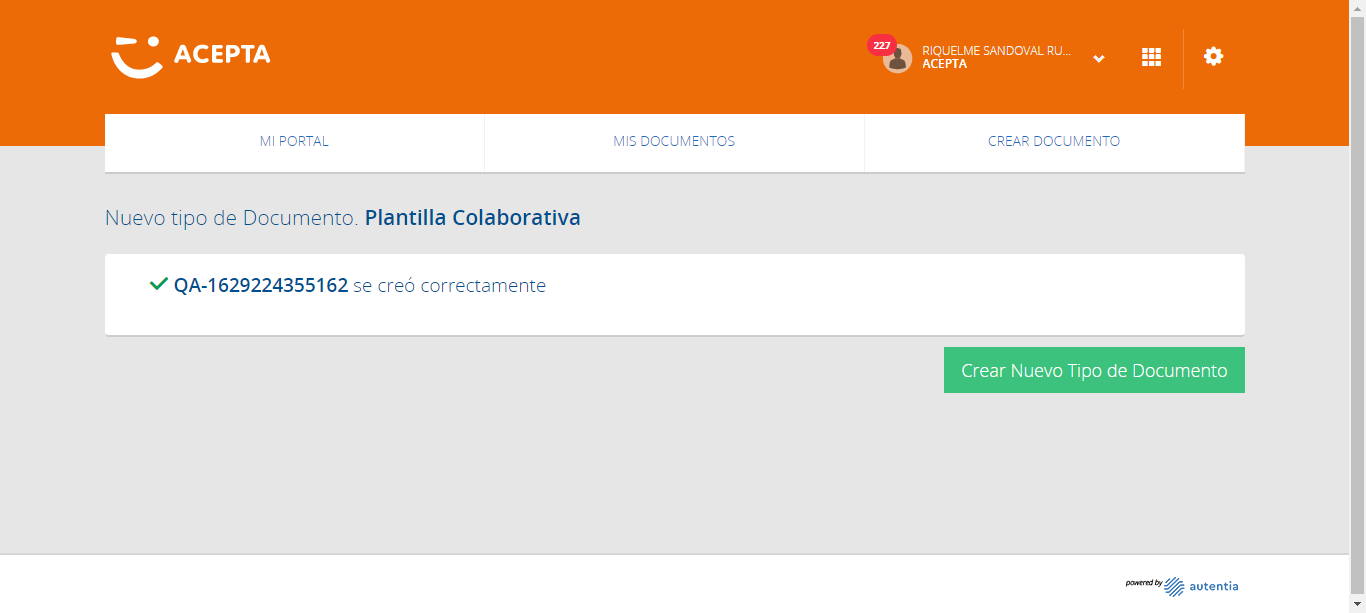 ACEPTA
227
RIQUELME SANDOVAL RU...
ACEPTA
MI PORTAL
MIS DOCUMENTOS
CREAR DOCUMENTO
Nuevo tipo de Documento. Plantilla Colaborativa
QA-1629224355162 se creó correctamente
Crear Nuevo Tipo de Documento
powered by autentia